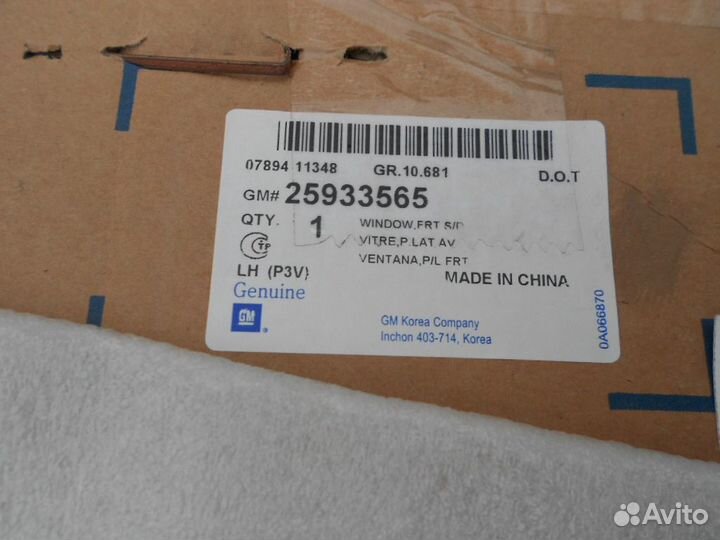 07894 11348 GR.10.681 D.O.T
GM# 25933565
QTY. 1 WINDOW,FRT S/D
VITRE,P.LAT AV
VENTANA,P/L FRT
LH (P3V) MADE IN CHINA
Genuine
GM
GM Korea Company
Inchon 403-714, Korea
0A066870
Avito